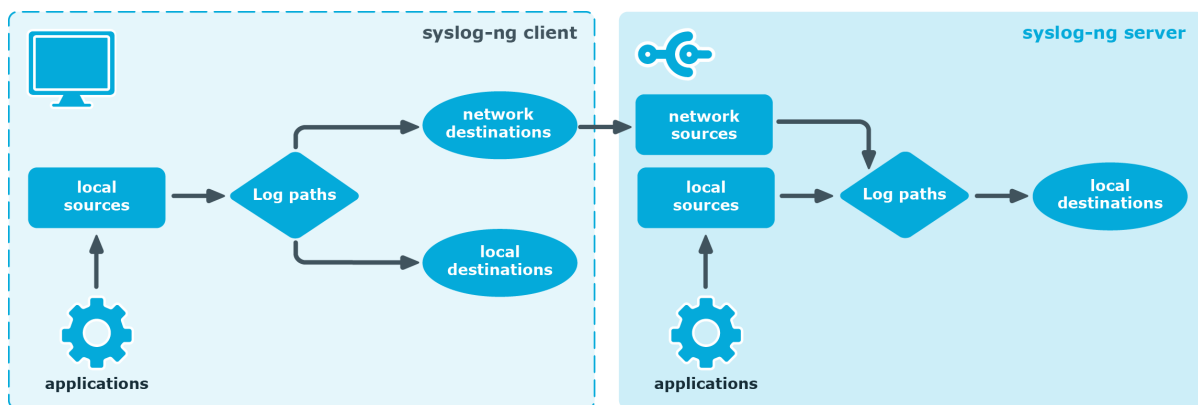 syslog-ng client
network
destinations
local
sources
Log paths
local
destinations
applications
syslog-ng server
network
sources
local
sources
Log paths
local
destinations
applications